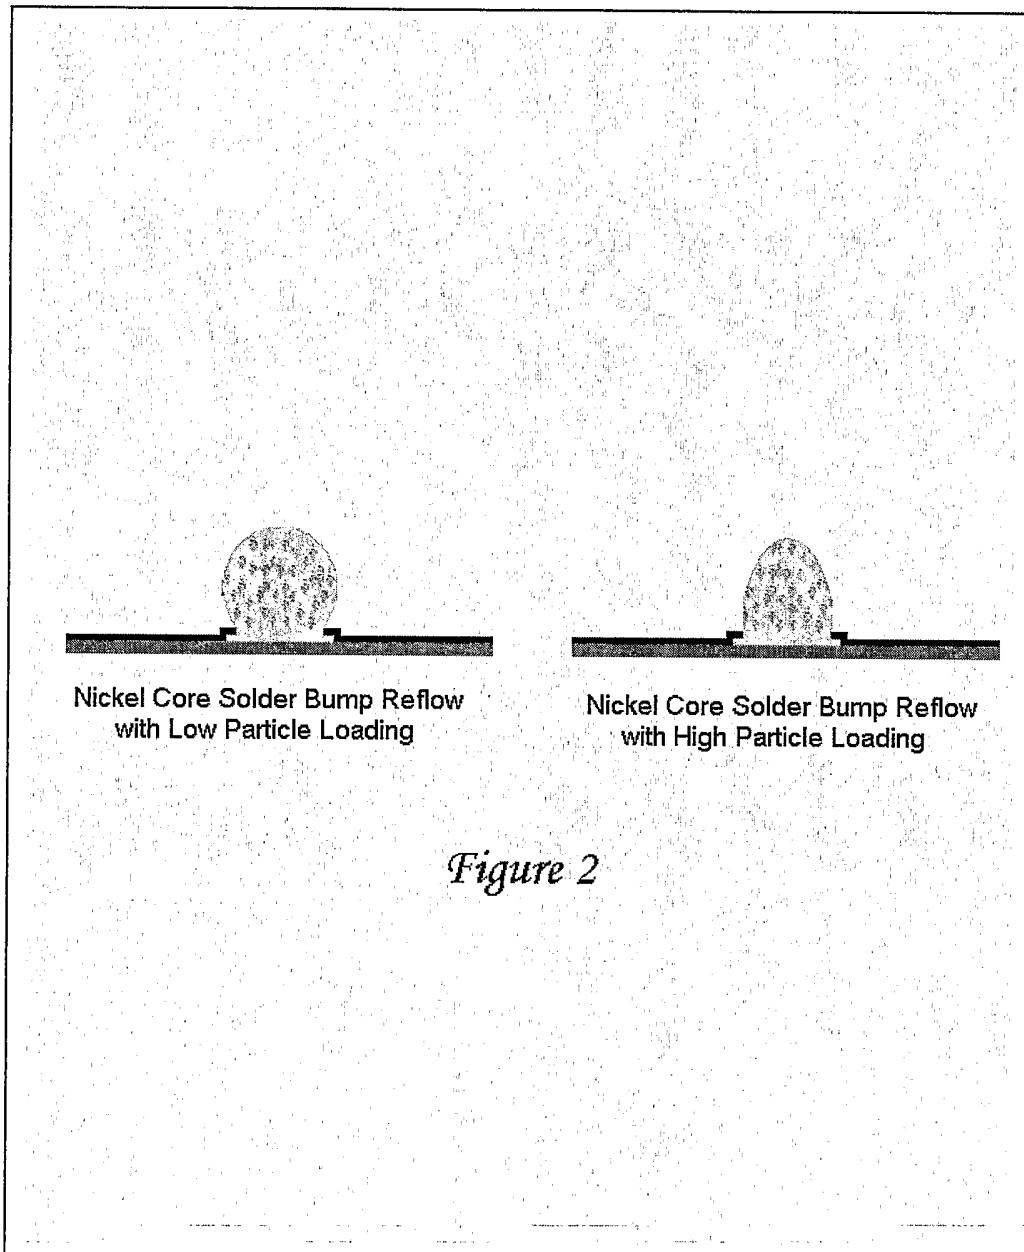 Nickel Core Solder Bump Reflow
with Low Particle Loading
Nickel Core Solder Bump Reflow
with High Particle Loading
Figure 2